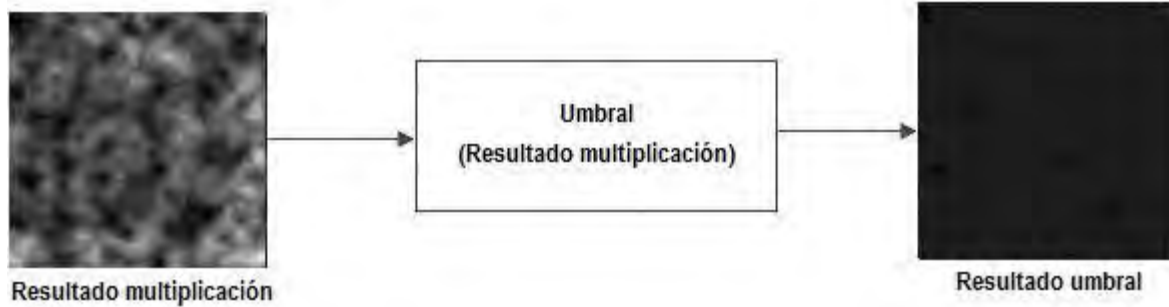 Umbral
(Resultado multiplicación)
Resultado multiplicación
Resultado umbral